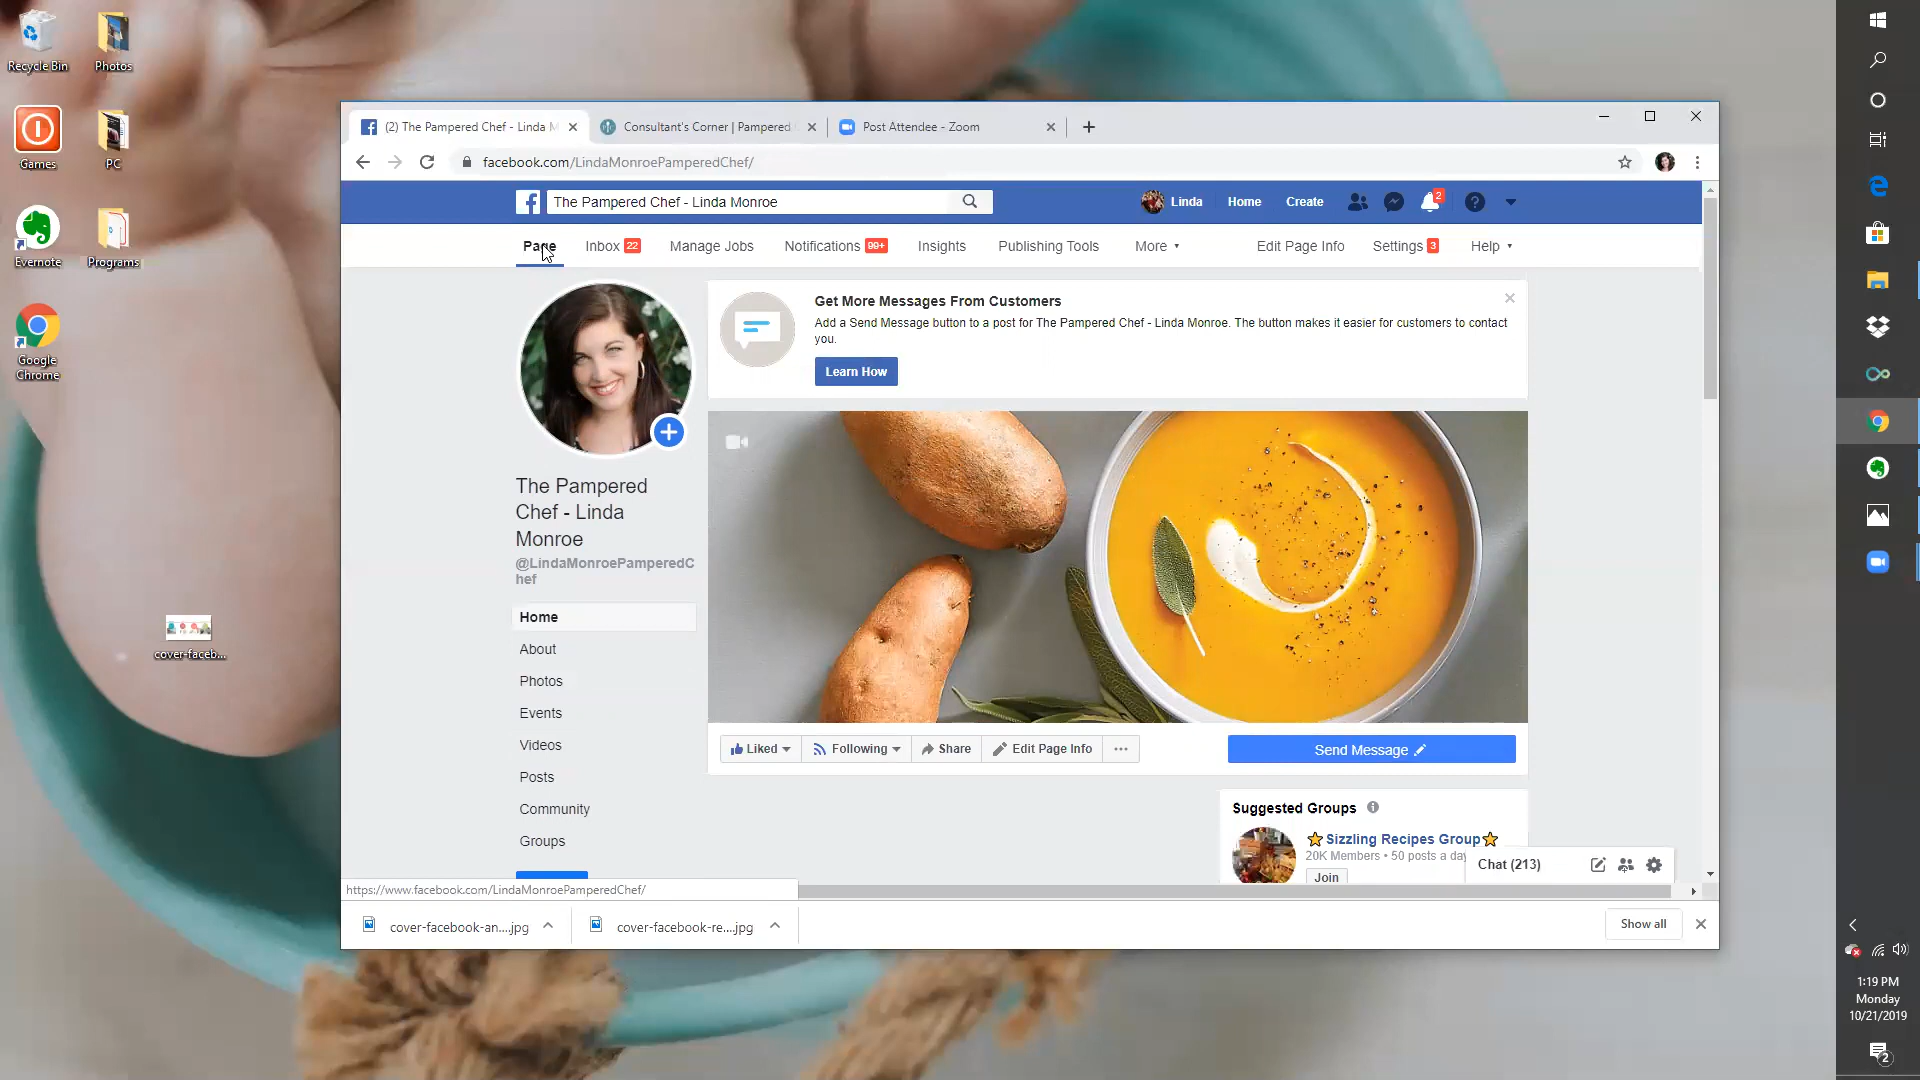 Recycle Bin
Photos
Games
PC
Evernote
Programs
Google
Chrome
cover-faceb...
(2) The Pampered Chef - Linda M
Consultant's Corner | Pampered
Post Attendee - Zoom
facebook.com/LindaMonroePamperedChef/
The Pampered Chef - Linda Monroe
Linda
Home
Create
2
Page
Inbox 22
Manage Jobs
Notifications 99+
Insights
Publishing Tools
More
Edit Page Info
Settings 3
Help
Get More Messages From Customers
Add a Send Message button to a post for The Pampered Chef - Linda Monroe. The button makes it easier for customers to contact
you.
Learn How
The Pampered
Chef - Linda
Monroe
@LindaMonroePamperedC
hef
Home
About
Photos
Events
Videos
Posts
Community
Groups
Liked
Following
Share
Edit Page Info
Send Message
Suggested Groups
Sizzling Recipes Group
20K Members • 50 posts a day
Join
Chat (213)
https://www.facebook.com/LindaMonroePamperedChef/
cover-facebook-an....jpg
cover-facebook-re....jpg
Show all
1:19 PM
Monday
10/21/2019
2